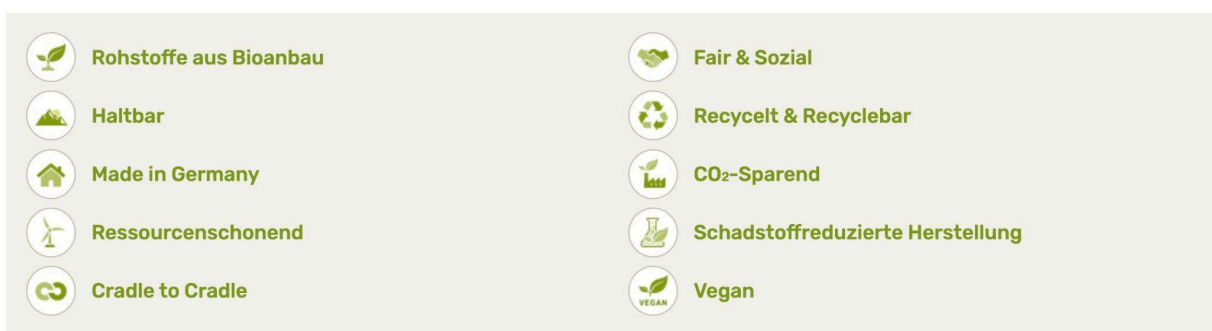 Rohstoffe aus Bioanbau
Haltbar
Made in Germany
Ressourcenschonend
Cradle to Cradle
Fair & Sozial
Recycelt & Recyclebar
CO₂-Sparend
Schadstoffreduzierte Herstellung
VEGAN
Vegan